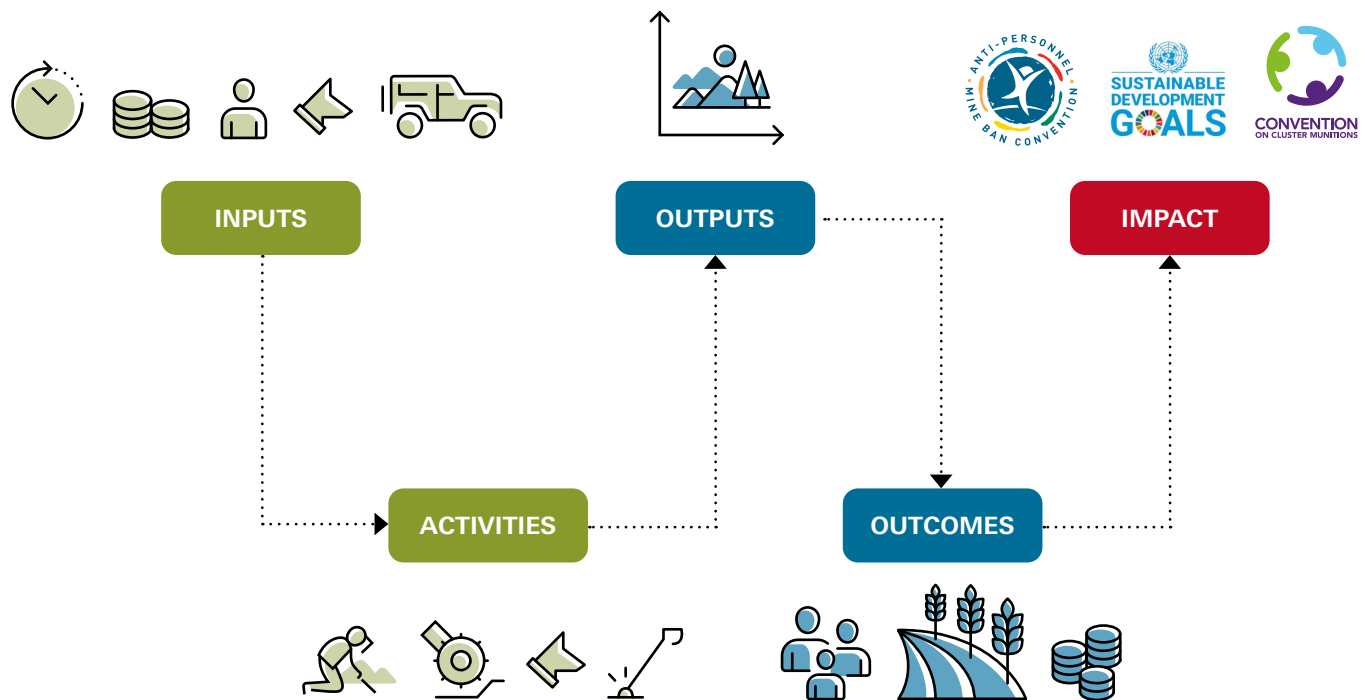 ANTI-PERSONNEL
MINE BAN CONVENTION
SUSTAINABLE
DEVELOPMENT
GOALS
CONVENTION
ON CLUSTER MUNITIONS
INPUTS
OUTPUTS
IMPACT
ACTIVITIES
OUTCOMES